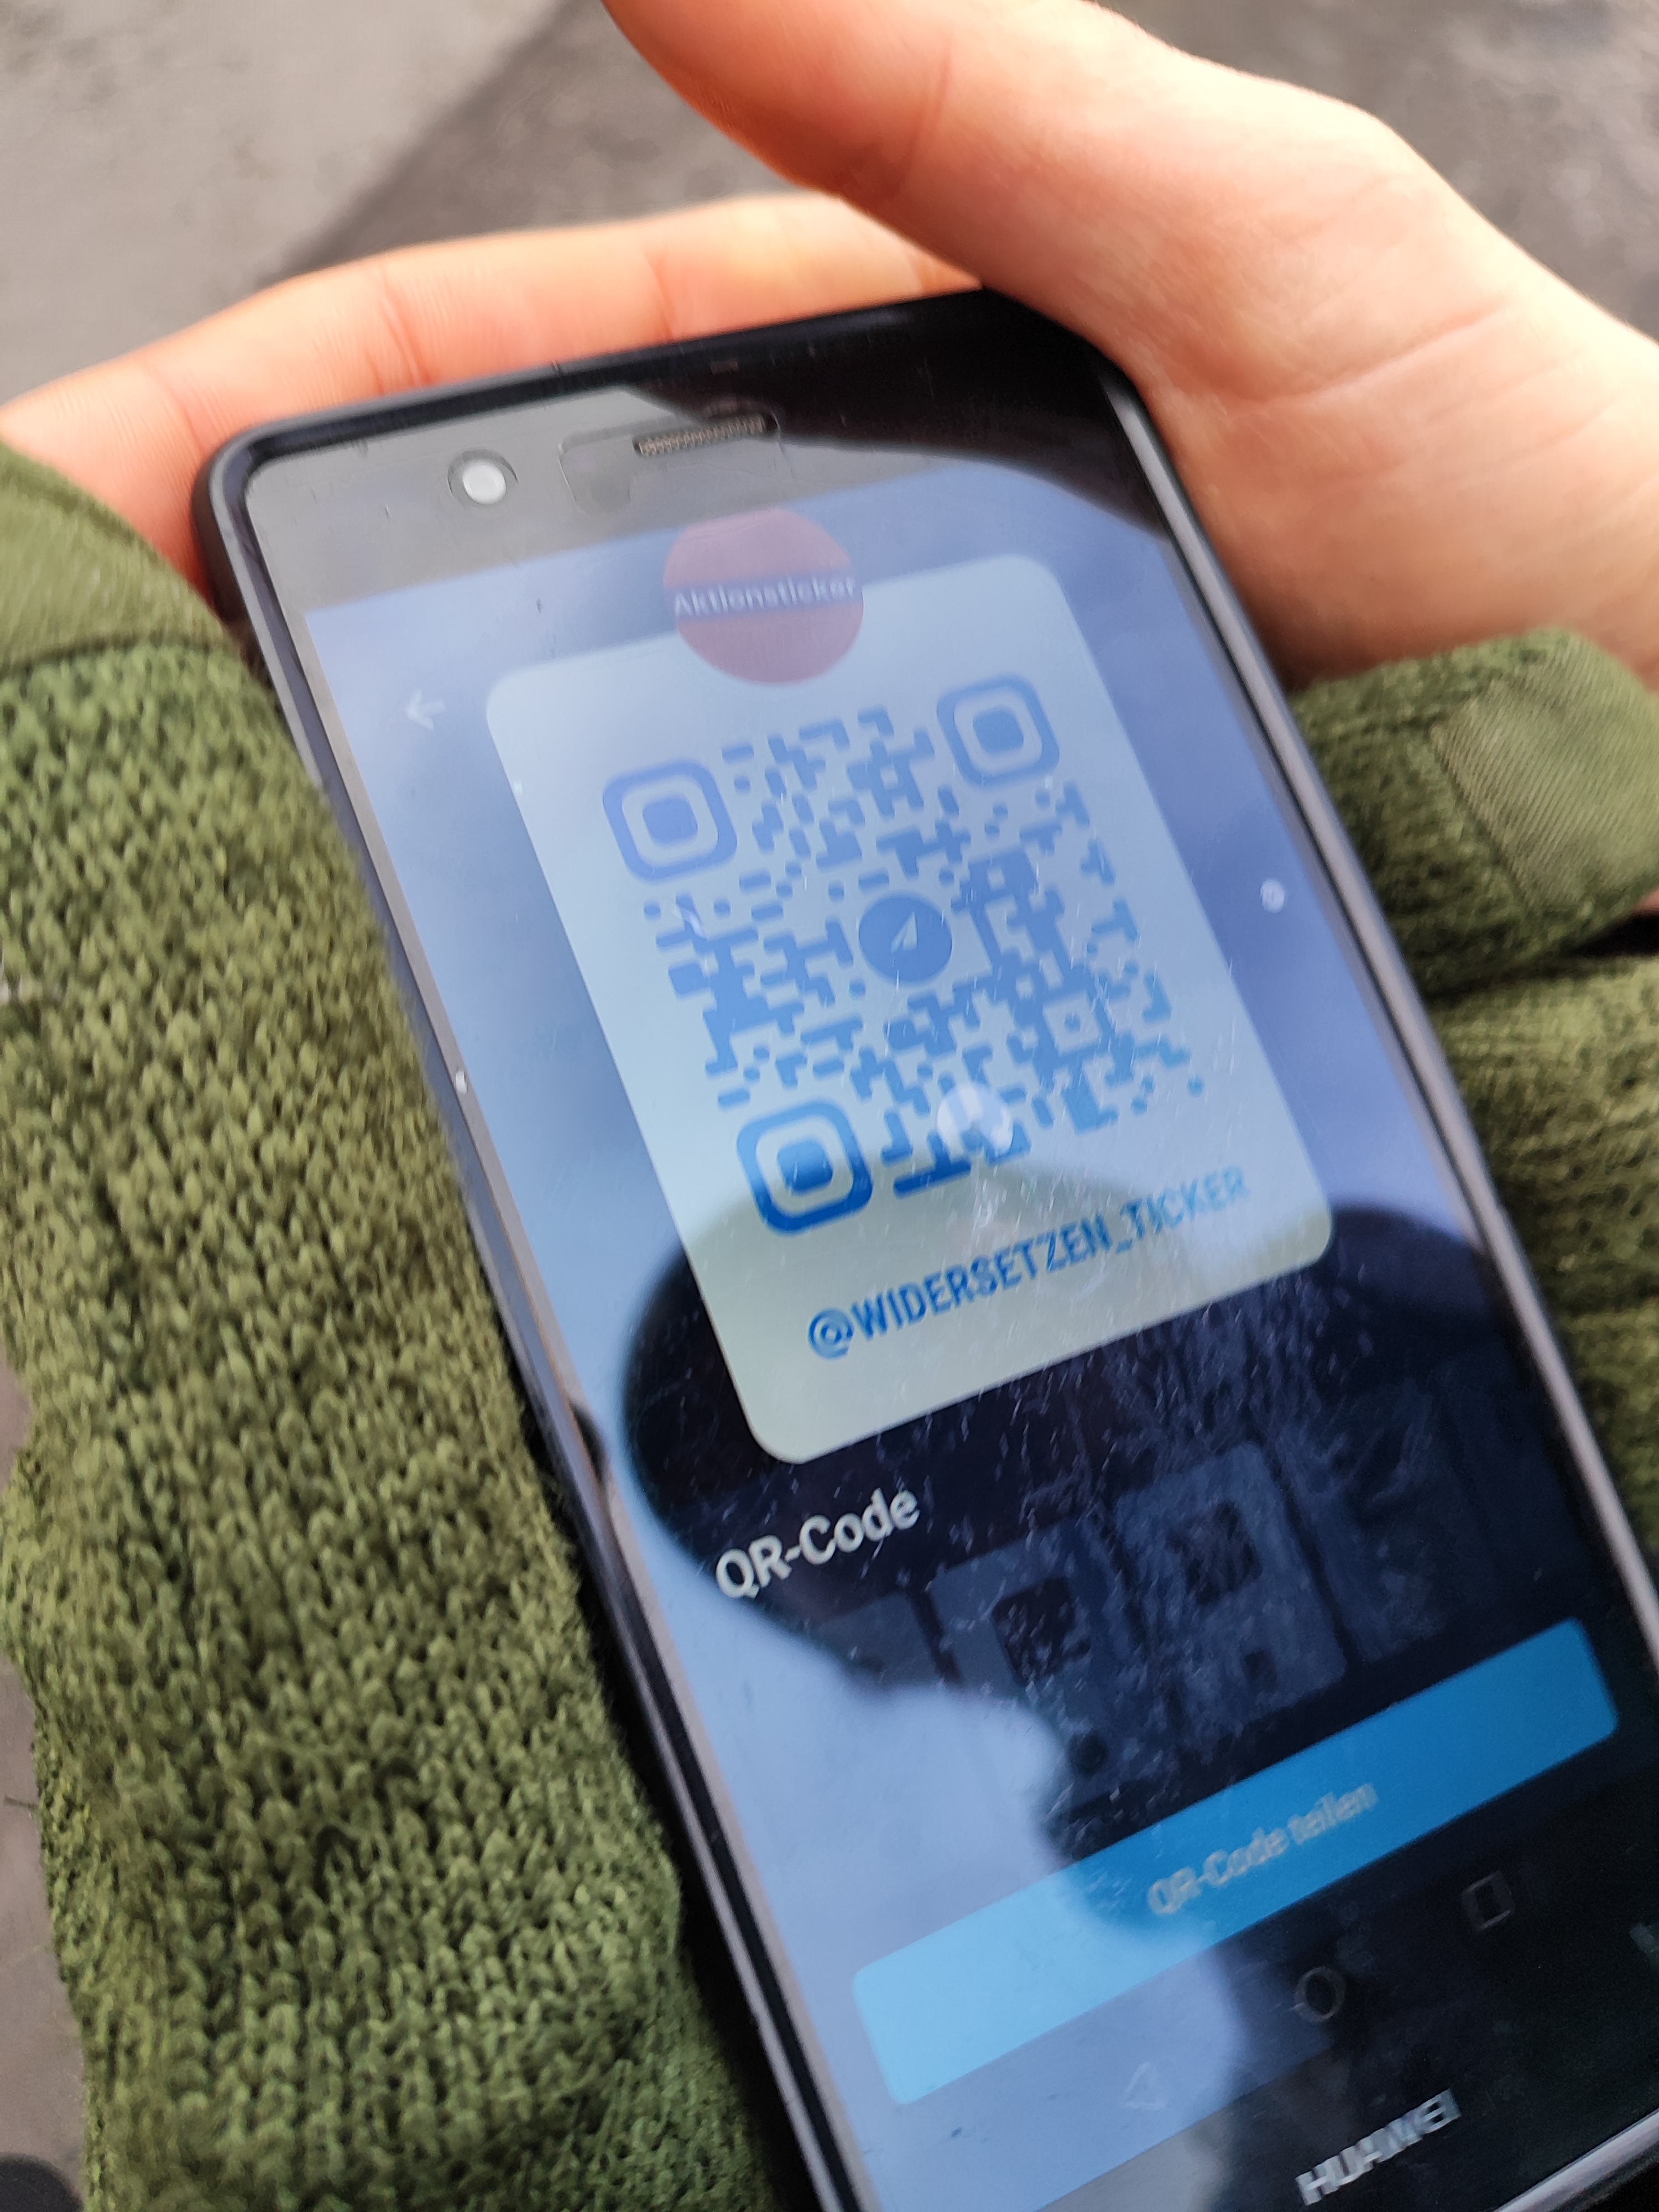 Aktionsticker
@WIDERSETZEN_TICKER
QR-Code
QR-Code teilen
HUAWEI